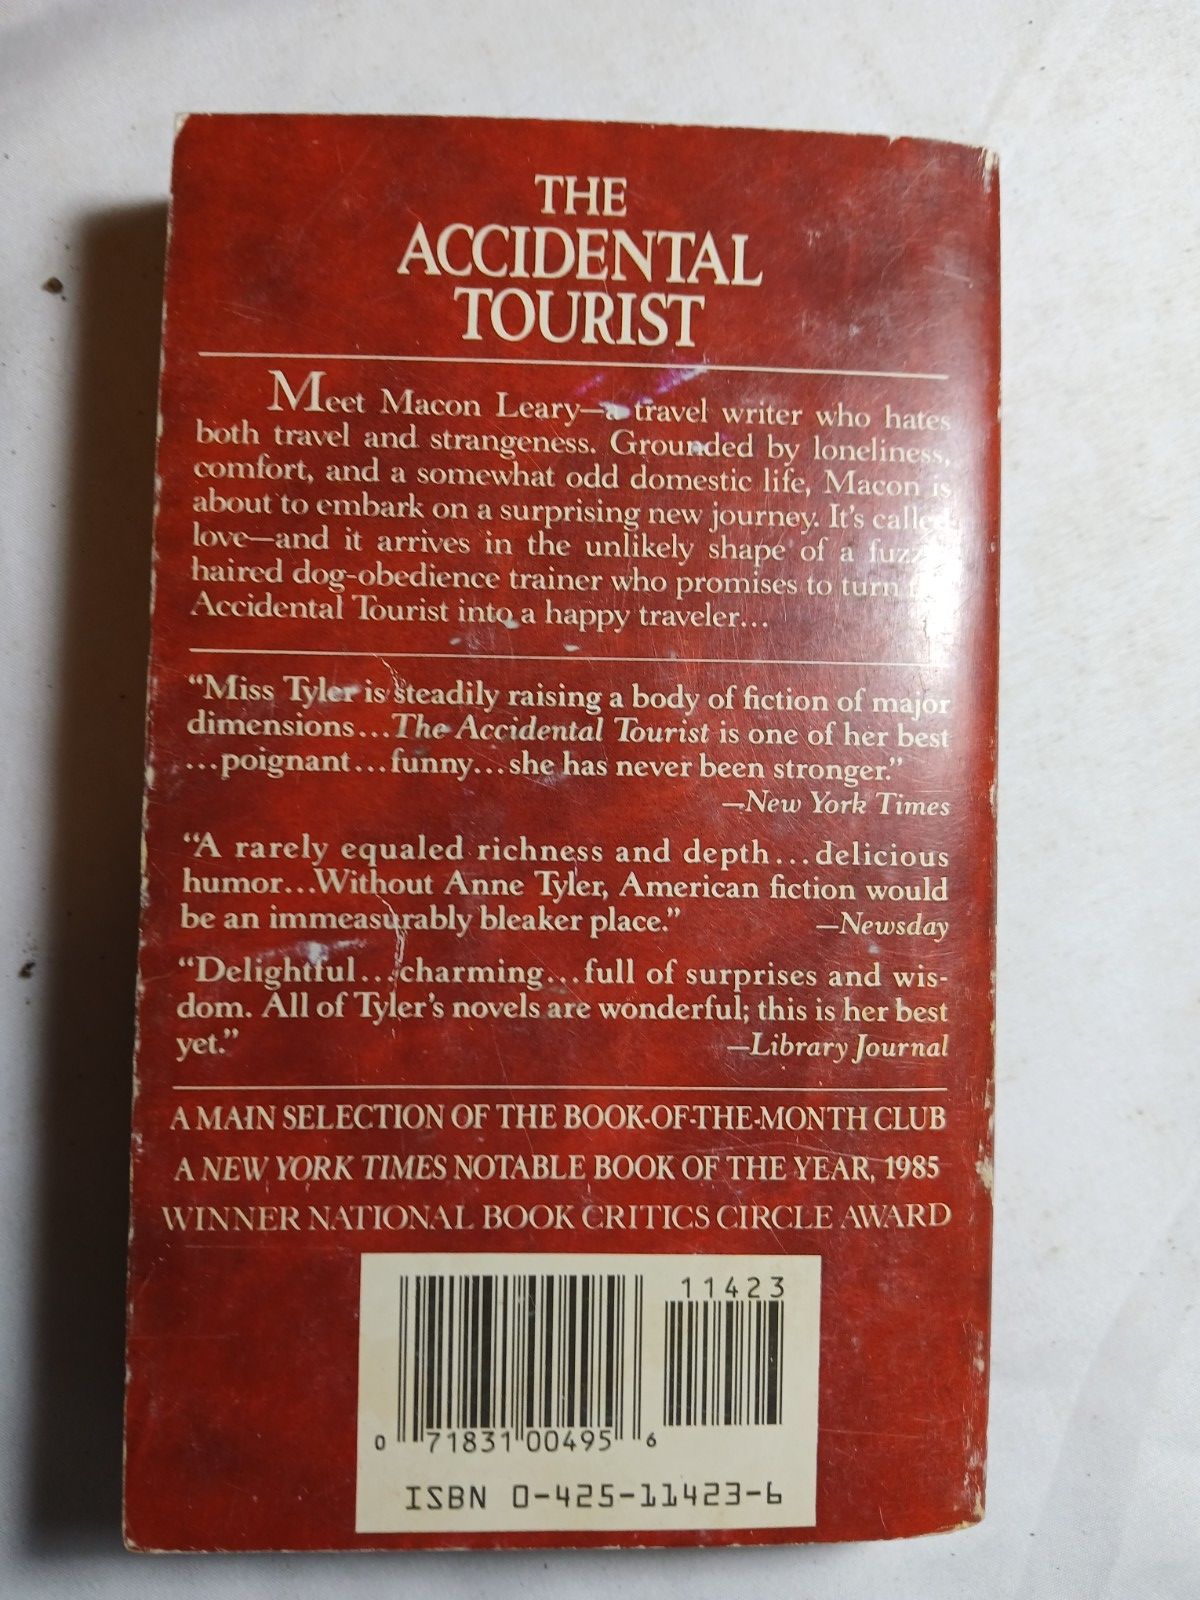 THE
ACCIDENTAL
TOURIST
Meet Macon Leary—a travel writer who hates
both travel and strangeness. Grounded by loneliness,
comfort, and a somewhat odd domestic life, Macon is
about to embark on a surprising new journey. It's called
love—and it arrives in the unlikely shape of a
haired dog-obedience trainer who promises to turn
Accidental Tourist into a happy traveler...
“Miss Tyler is steadily raising a body of fiction of major
dimensions...The Accidental Tourist is one of her best
...poignant...funny...she has never been stronger.”
—New York Times
“A rarely equaled richness and depth...delicious
humor...Without Anne Tyler, American fiction would
be an immeasurably bleaker place.” —Newsday
“Delightful...charming...full of surprises and wis-
dom. All of Tyler's novels are wonderful; this is her best
yet.” —Library Journal
A MAIN SELECTION OF THE BOOK-OF-THE-MONTH CLUB
A NEW YORK TIMES NOTABLE BOOK OF THE YEAR, 1985
WINNER NATIONAL BOOK CRITICS CIRCLE AWARD
11423
0 71831 00495 6
ISBN 0-425-11423-6